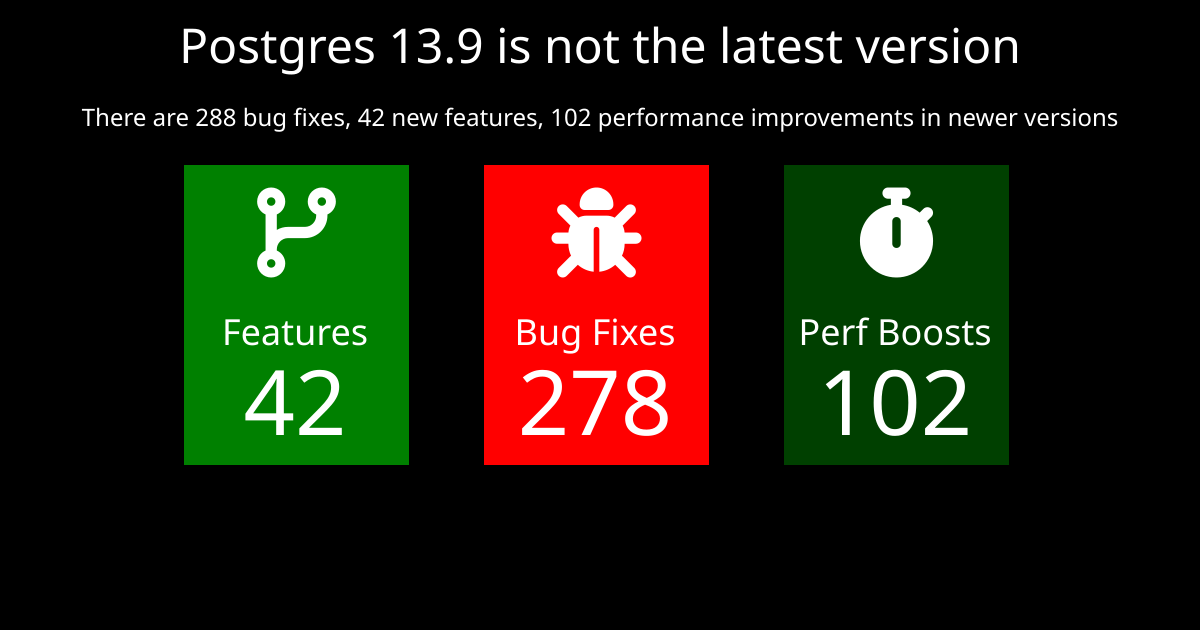 Postgres 13.9 is not the latest version
There are 288 bug fixes, 42 new features, 102 performance improvements in newer versions
Features
42
Bug Fixes
278
Perf Boosts
102